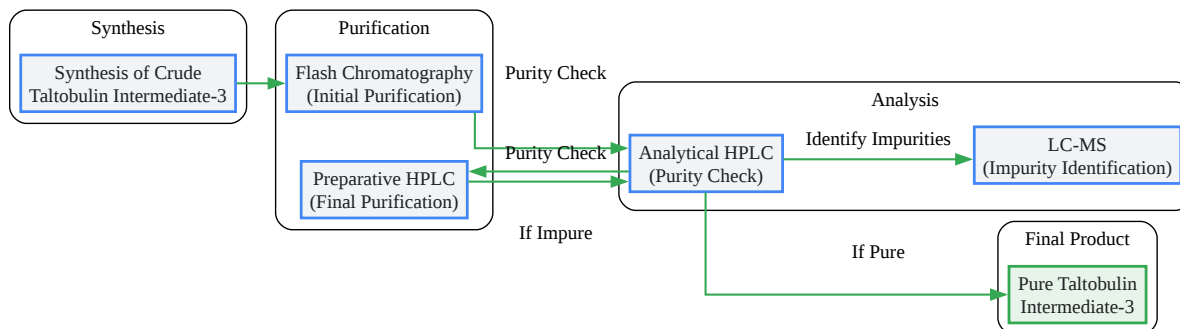 Synthesis
Synthesis of Crude
Taltobulin Intermediate-3
Purification
Flash Chromatography
(Initial Purification)
Purity Check
Preparative HPLC
(Final Purification)
Purity Check
If Impure
Analysis
Analytical HPLC
(Purity Check)
Identify Impurities
LC-MS
(Impurity Identification)
If Pure
Final Product
Pure Taltobulin
Intermediate-3